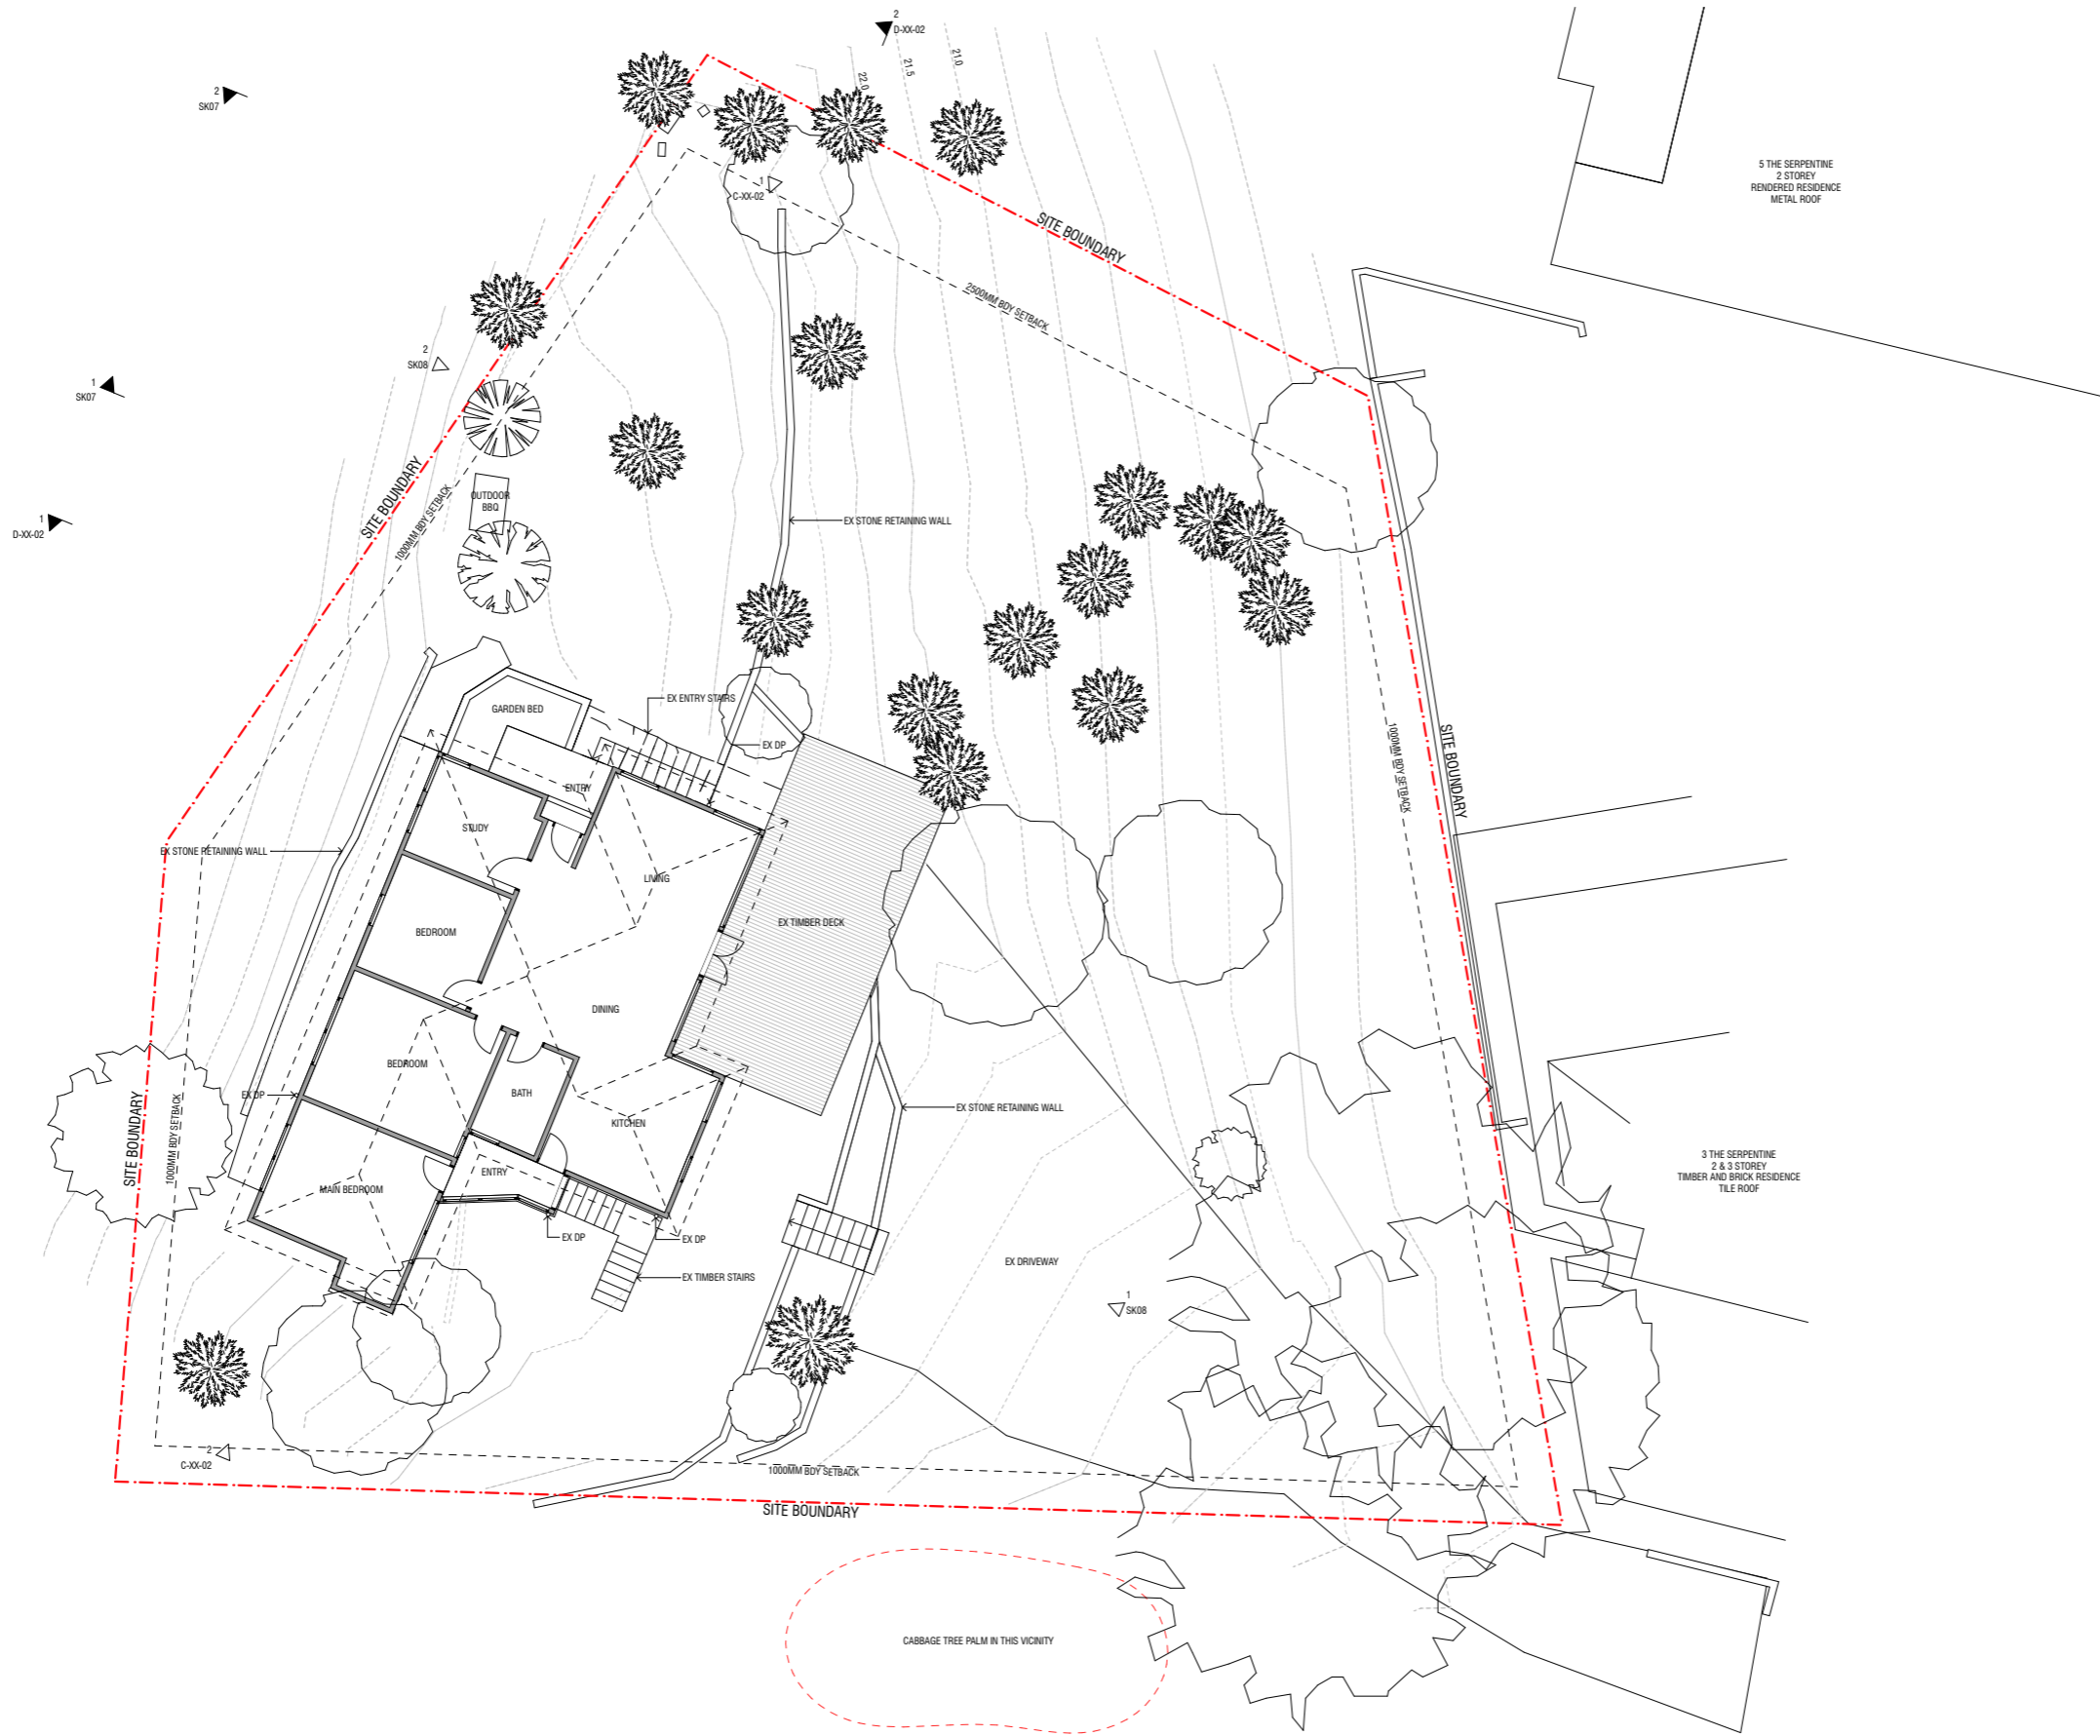 2
D-XX-02
2
SK07
22.0
21.5
21.0
5 THE SERPENTINE
2 STOREY
RENDERED RESIDENCE
METAL ROOF
1
C-XX-02
SITE BOUNDARY
2500MM BDY SETBACK
2
SK08
1
SK07
SITE BOUNDARY
1000MM BDY SETBACK
OUTDOOR
BBQ
1
D-XX-02
EX STONE RETAINING WALL
EX ENTRY STAIRS
GARDEN BED
EX DP
ENTRY
STUDY
EX STONE RETAINING WALL
LIVING
1000MM BDY SETBACK
SITE BOUNDARY
BEDROOM
EX TIMBER DECK
DINING
BEDROOM
BATH
EX DP
KITCHEN
EX STONE RETAINING WALL
SITE BOUNDARY
1000MM BDY SETBACK
ENTRY
MAIN BEDROOM
3 THE SERPENTINE
2 & 3 STOREY
TIMBER AND BRICK RESIDENCE
TILE ROOF
EX DP
EX DP
EX DRIVEWAY
EX TIMBER STAIRS
1
SK08
2
C-XX-02
1000MM BDY SETBACK
SITE BOUNDARY
CABBAGE TREE PALM IN THIS VICINITY